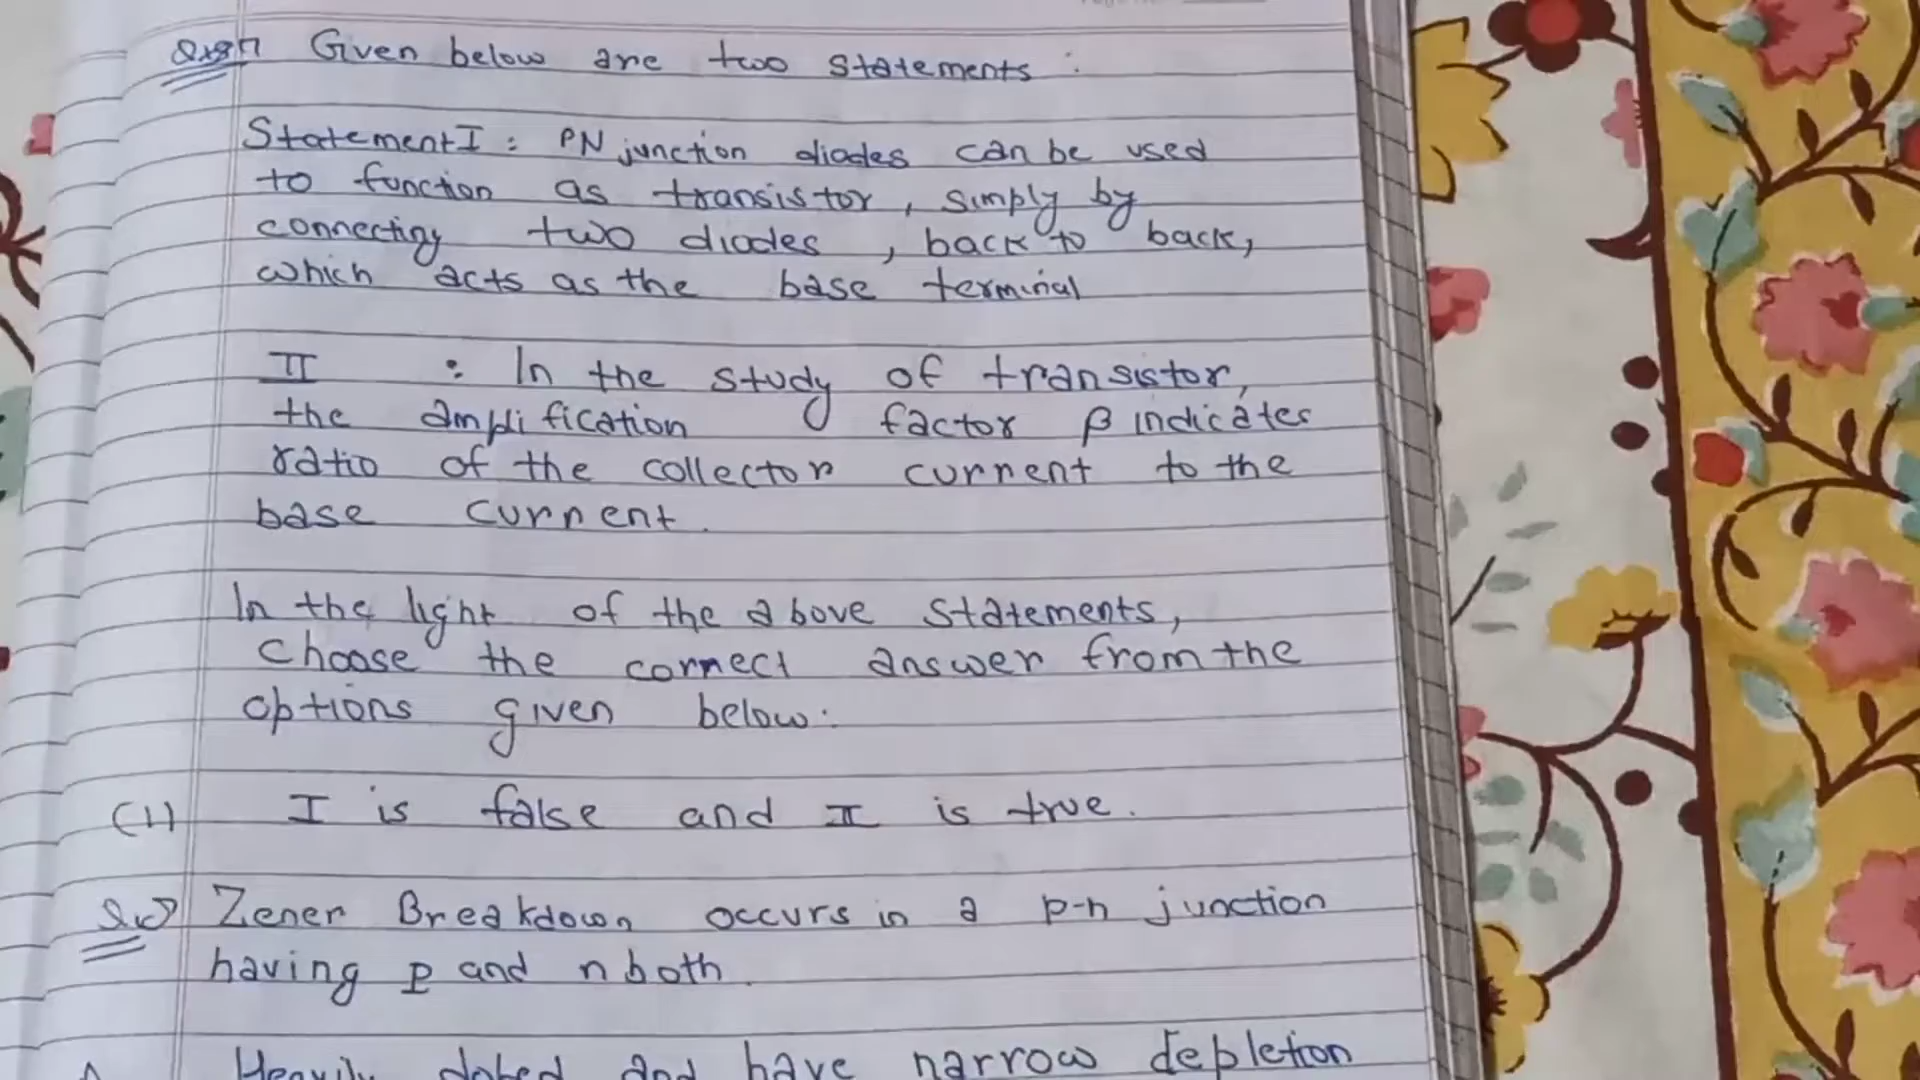 Given below are two statements :
Statement I : PN junction diodes can be used
to function as transistor, simply by
connecting two diodes, back to back,
which acts as the base terminal
II : In the study of transistor,
the amplification factor β indicates
ratio of the collector current to the
base current.
In the light of the above statements,
choose the correct answer from the
options given below:
(1) I is false and II is true.
Zener Breakdown occurs in a p-n junction
having p and n both.
Heavily doped and have narrow depletion